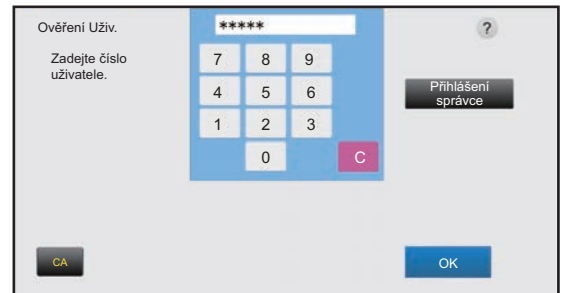 Ověření Uživ.
*****
?
Zadejte číslo
uživatele.
7 8 9
4 5 6
1 2 3
0 C
Přihlášení
správce
CA
OK